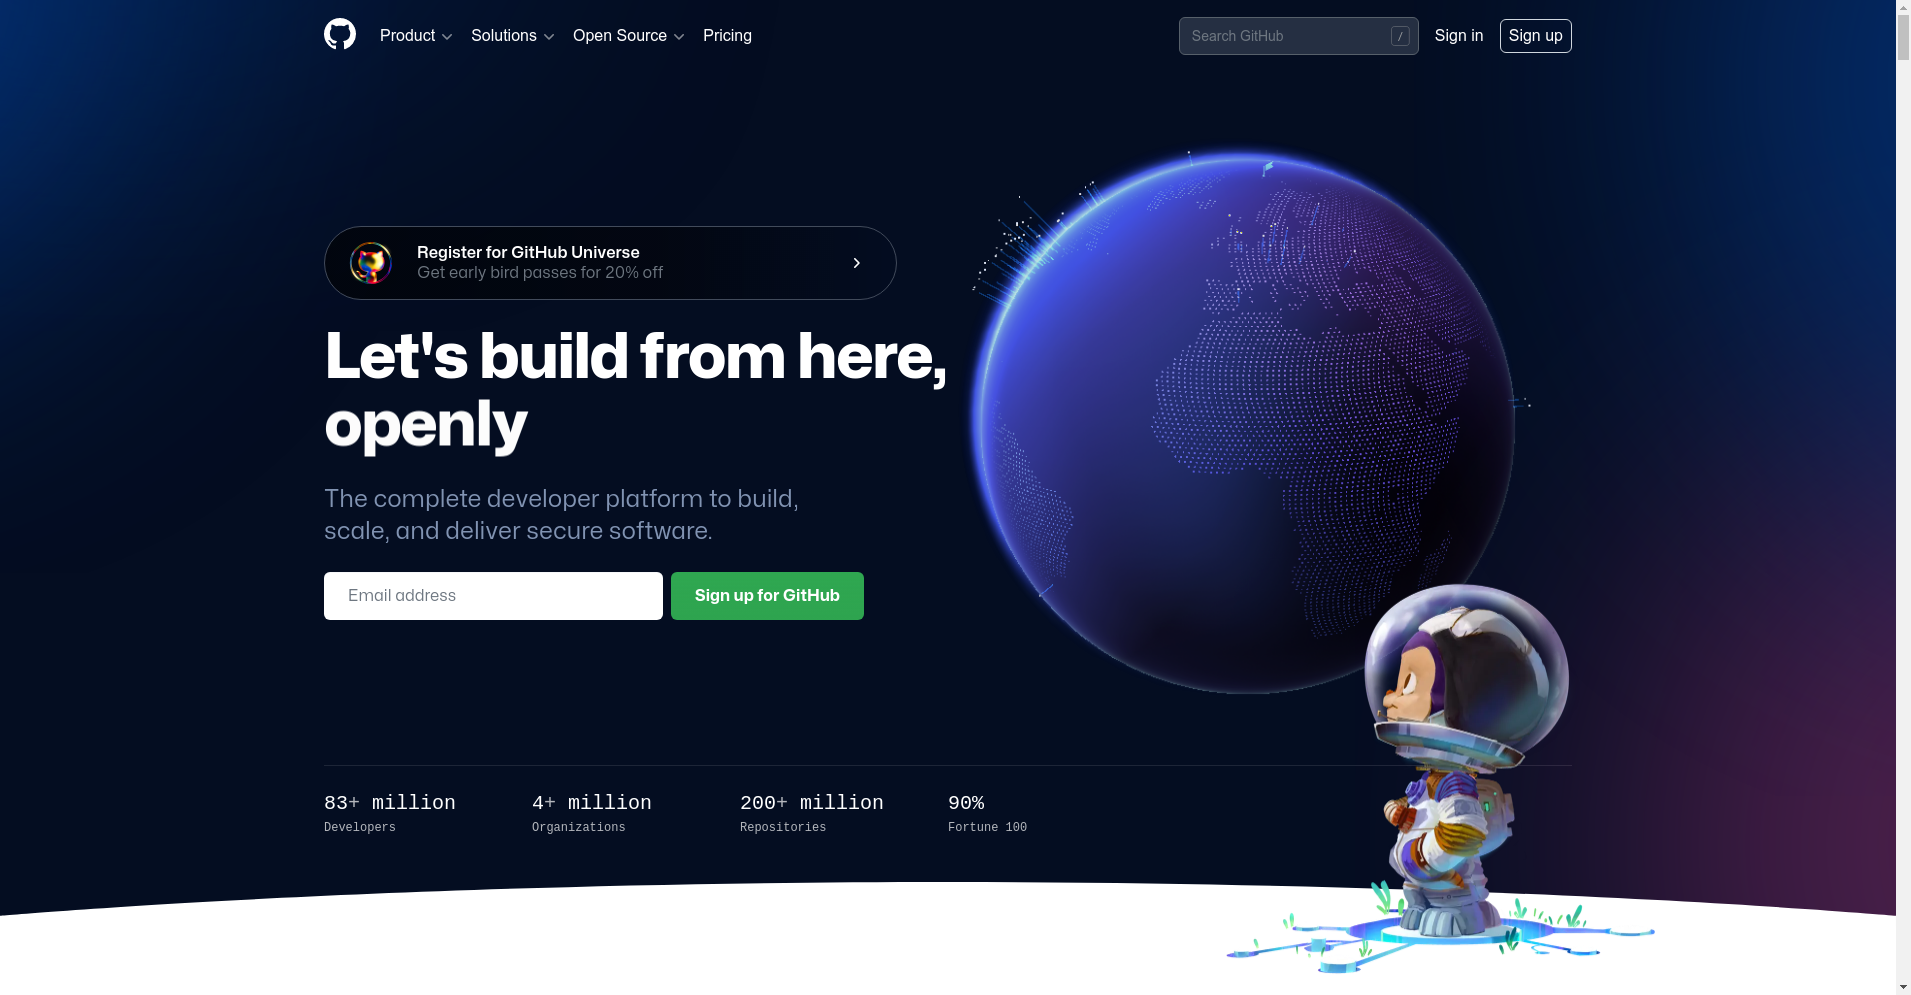 Product
Solutions
Open Source
Pricing
Search GitHub
/
Sign in
Sign up
Register for GitHub Universe
Get early bird passes for 20% off
Let's build from here,
openly
The complete developer platform to build,
scale, and deliver secure software.
Email address
Sign up for GitHub
83+ million
Developers
4+ million
Organizations
200+ million
Repositories
90%
Fortune 100